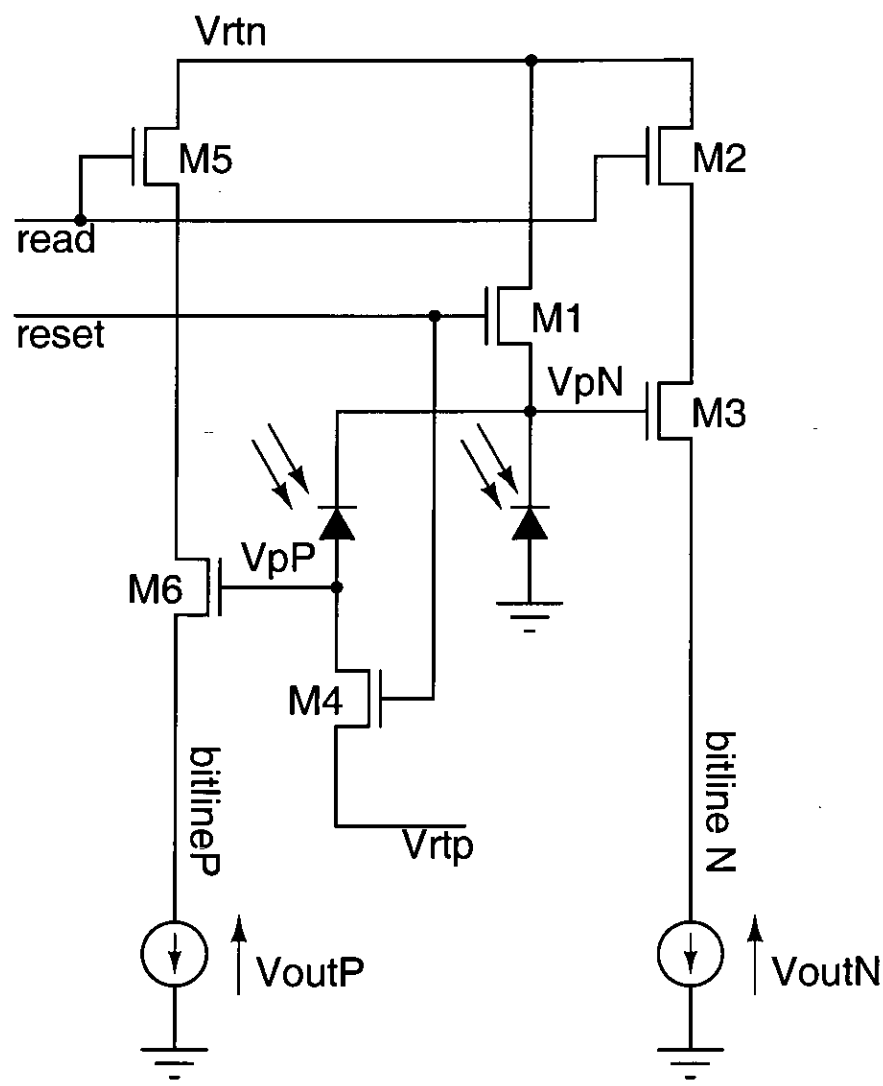 Vrtn
M5
M2
read
reset
M1
VpN
M3
VpP
M6
M4
bitlineP
bitline N
Vrtp
VoutP
VoutN